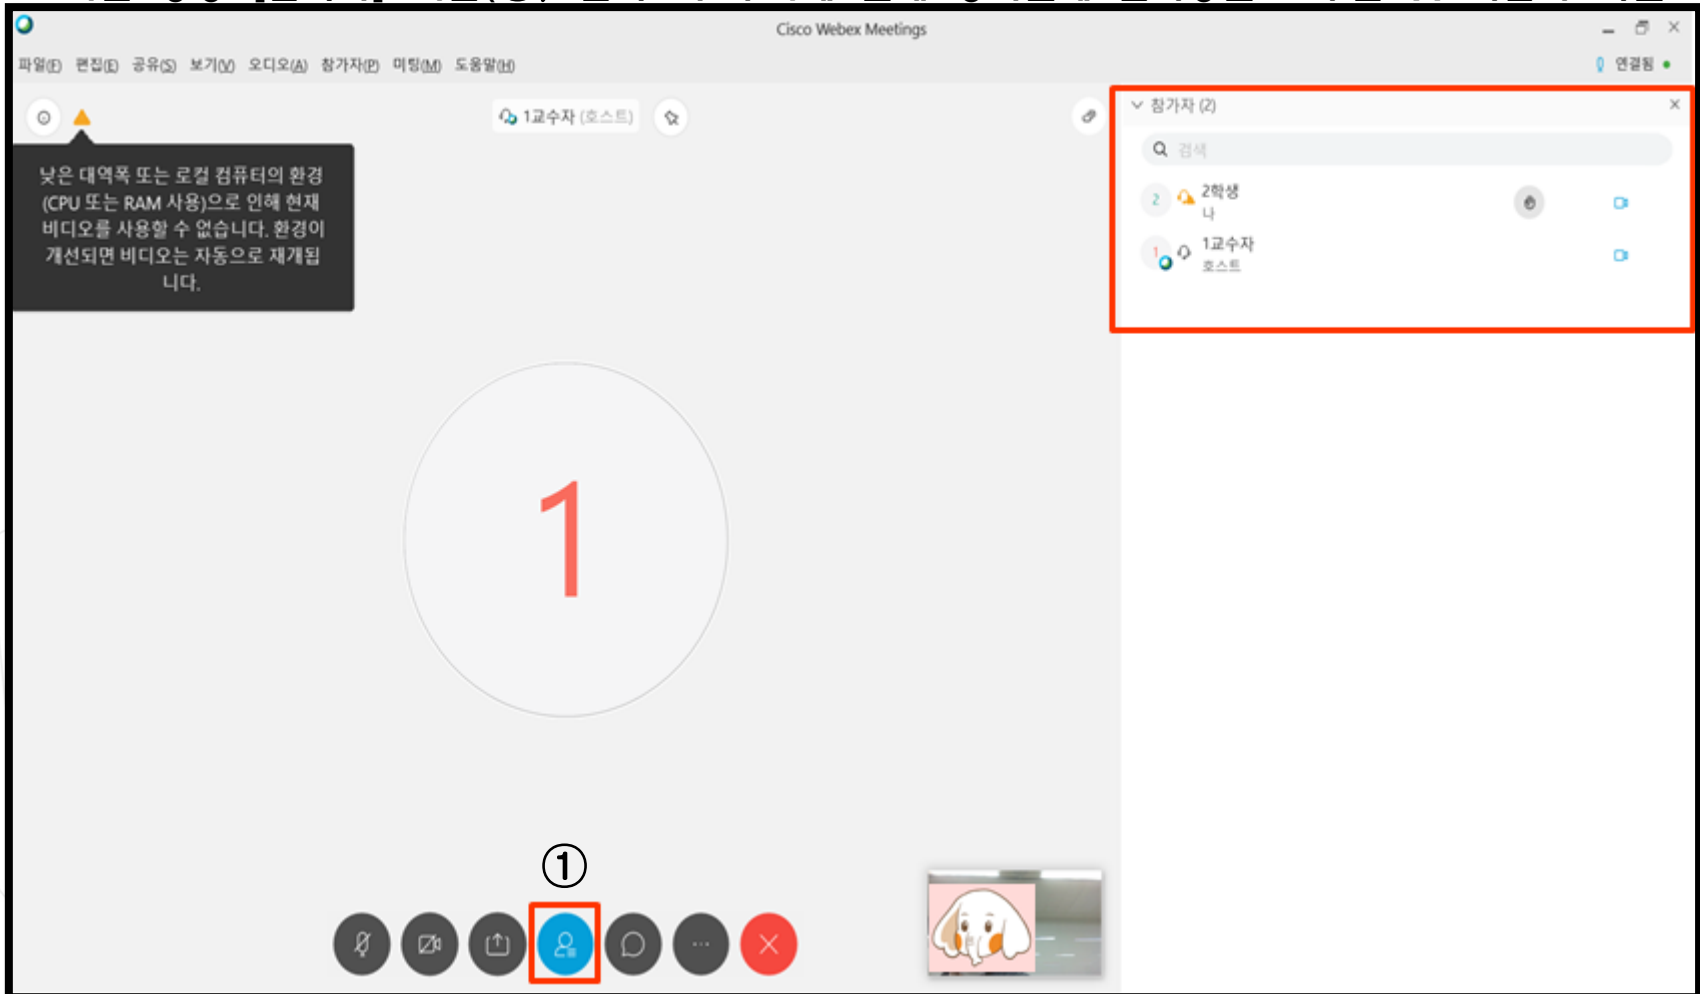 Cisco Webex Meetings
파일(F) 편집(E) 공유(S) 보기(V) 오디오(A) 참가자(P) 미팅(M) 도움말(H)
연결됨
1교수자 (호스트)
낮은 대역폭 또는 로컬 컴퓨터의 환경
(CPU 또는 RAM 사용)으로 인해 현재
비디오를 사용할 수 없습니다. 환경이
개선되면 비디오는 자동으로 재개됩
니다.
참가자 (2)
검색
2 2학생
나
1 1교수자
호스트
1
①